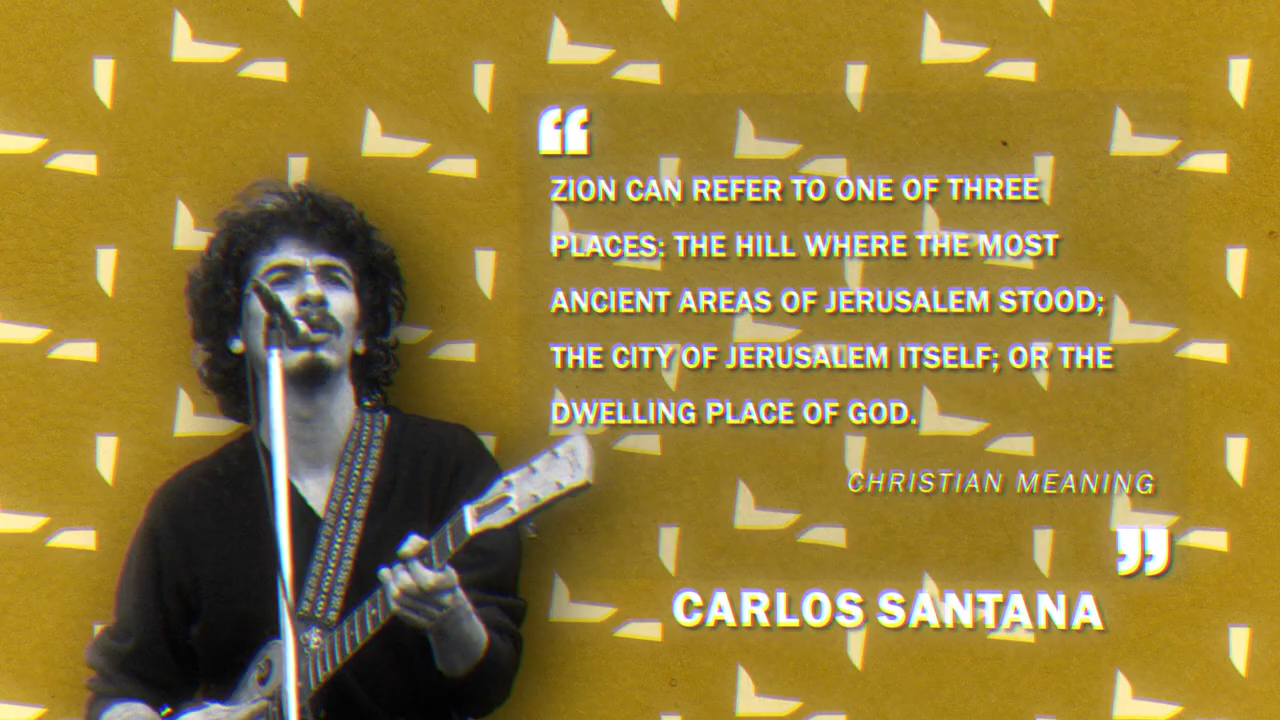 “
ZION CAN REFER TO ONE OF THREE
PLACES: THE HILL WHERE THE MOST
ANCIENT AREAS OF JERUSALEM STOOD;
THE CITY OF JERUSALEM ITSELF; OR THE
DWELLING PLACE OF GOD.
CHRISTIAN MEANING
”
CARLOS SANTANA